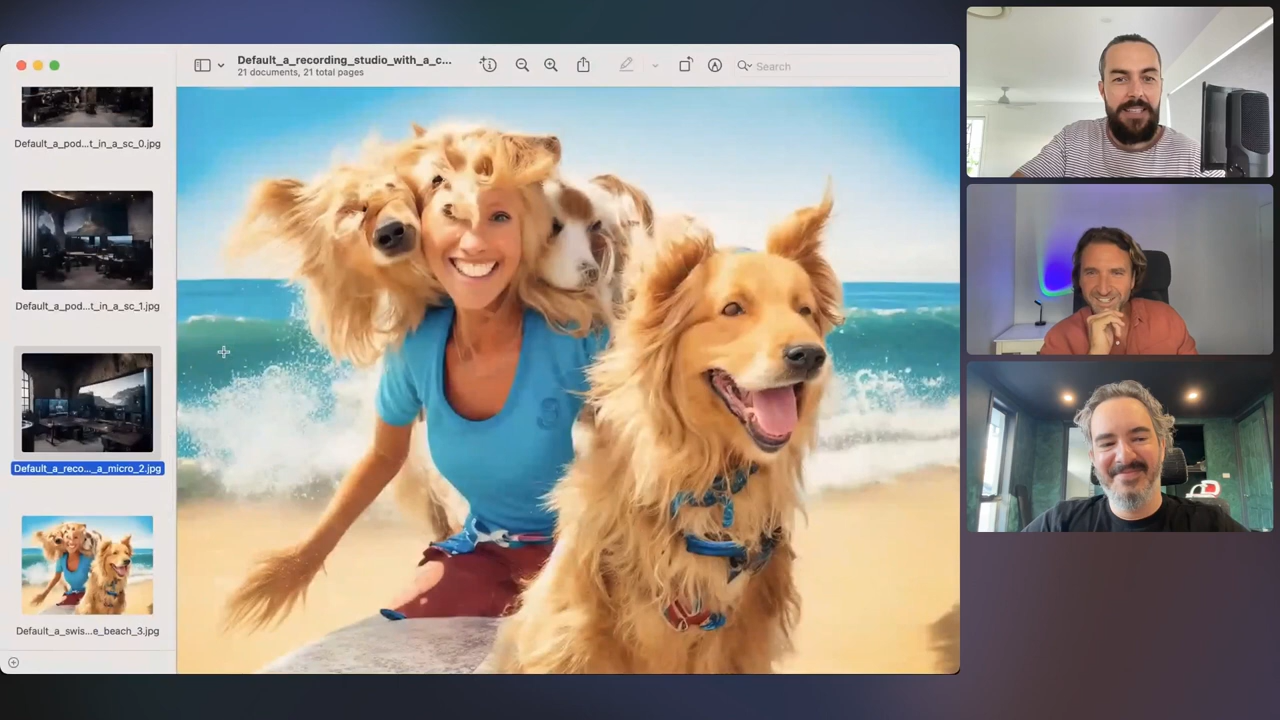 Default_a_recording_studio_with_a_c...
21 documents, 21 total pages
Search
Default_a_pod...t_in_a_sc_0.jpg
Default_a_pod...t_in_a_sc_1.jpg
Default_a_reco..._a_micro_2.jpg
Default_a_swis...e_beach_3.jpg